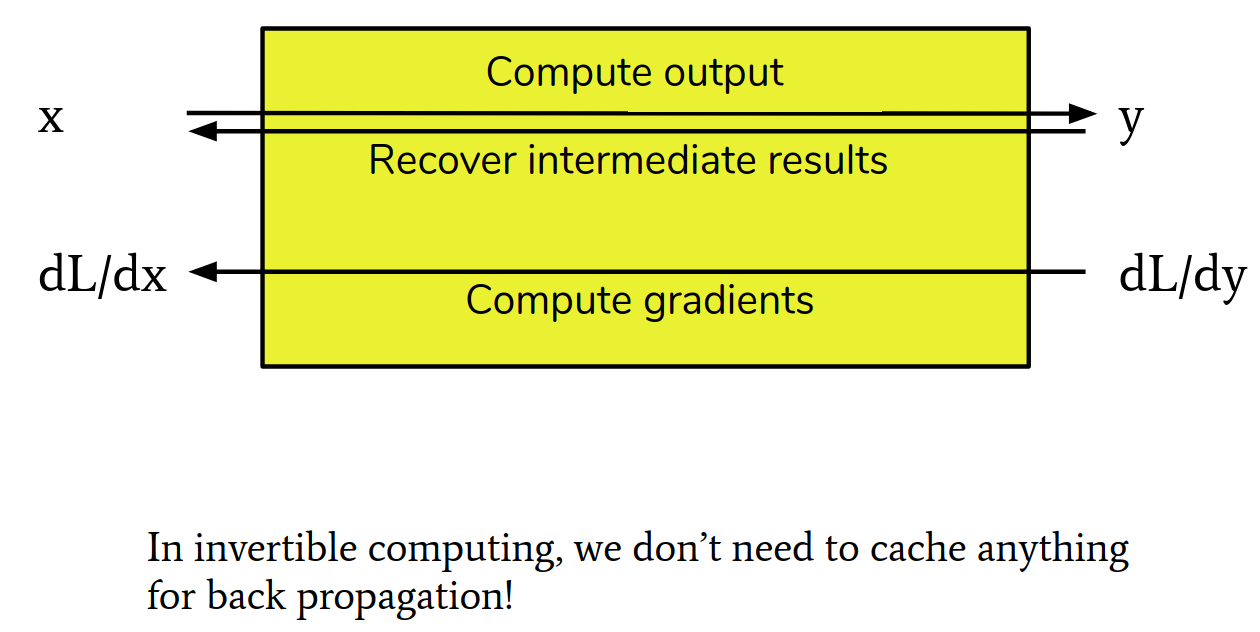 Compute output
x
y
Recover intermediate results
dL/dx
dL/dy
Compute gradients
In invertible computing, we don’t need to cache anything
for back propagation!